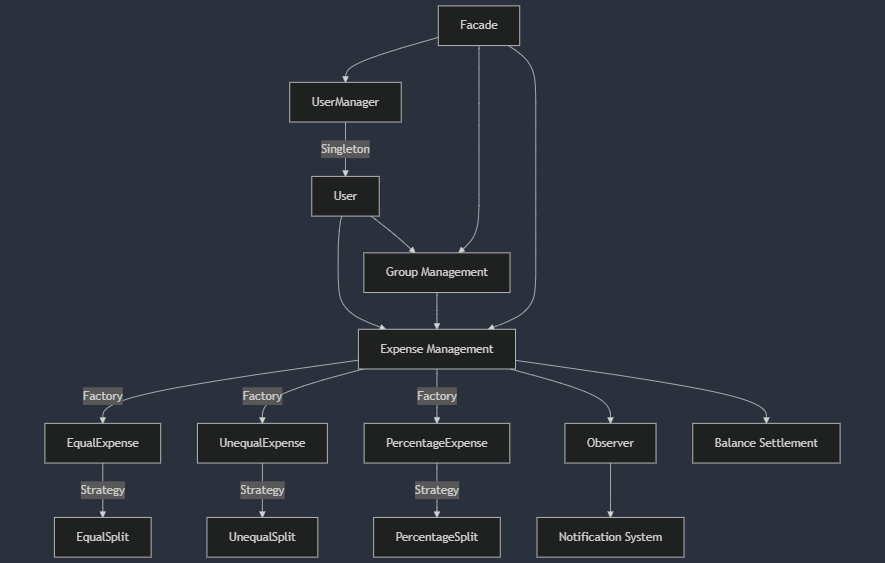 Facade
UserManager
Singleton
User
Group Management
Expense Management
Factory
Factory
Factory
EqualExpense
UnequalExpense
PercentageExpense
Observer
Balance Settlement
Strategy
Strategy
Strategy
EqualSplit
UnequalSplit
PercentageSplit
Notification System